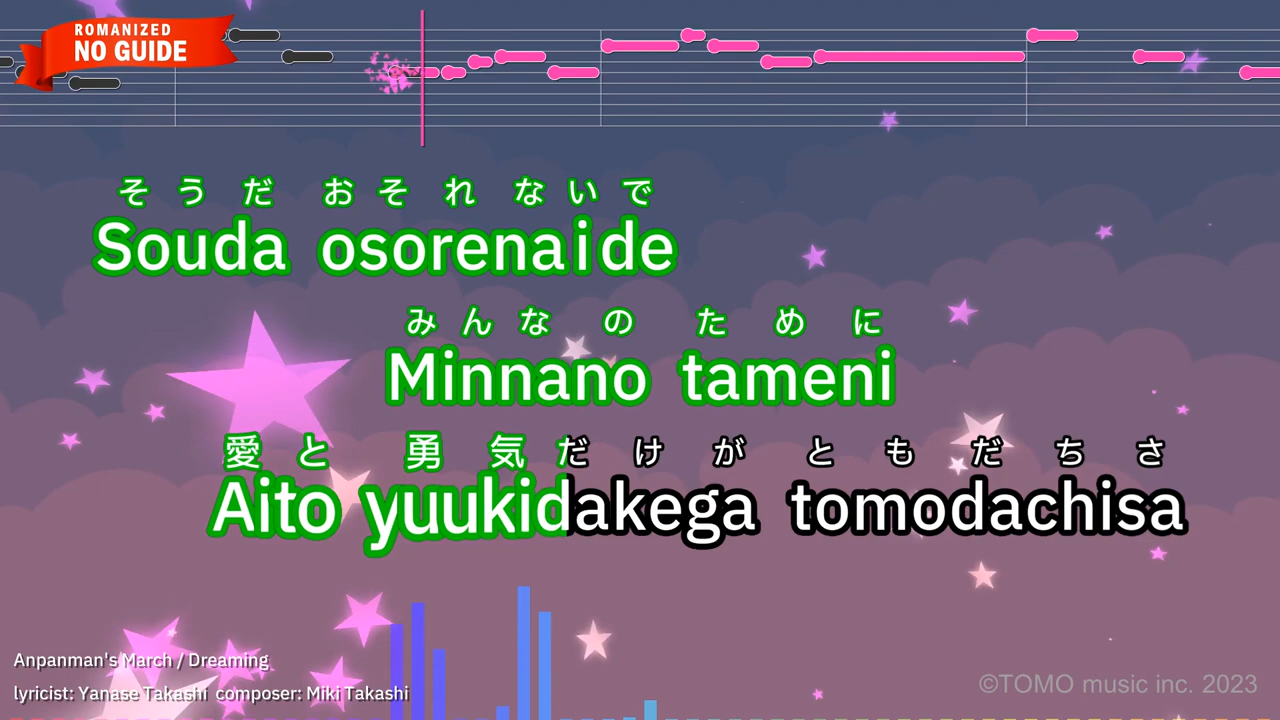 ROMANIZED
NO GUIDE
そうだ おそれないで
Souda osorenaide
みんなの ために
Minnano tameni
愛と 勇気だけが ともだちさ
Aito yuukidakega tomodachisa
Anpanman's March / Dreaming
lyricist: Yanase Takashi composer: Miki Takashi
©TOMO music inc. 2023